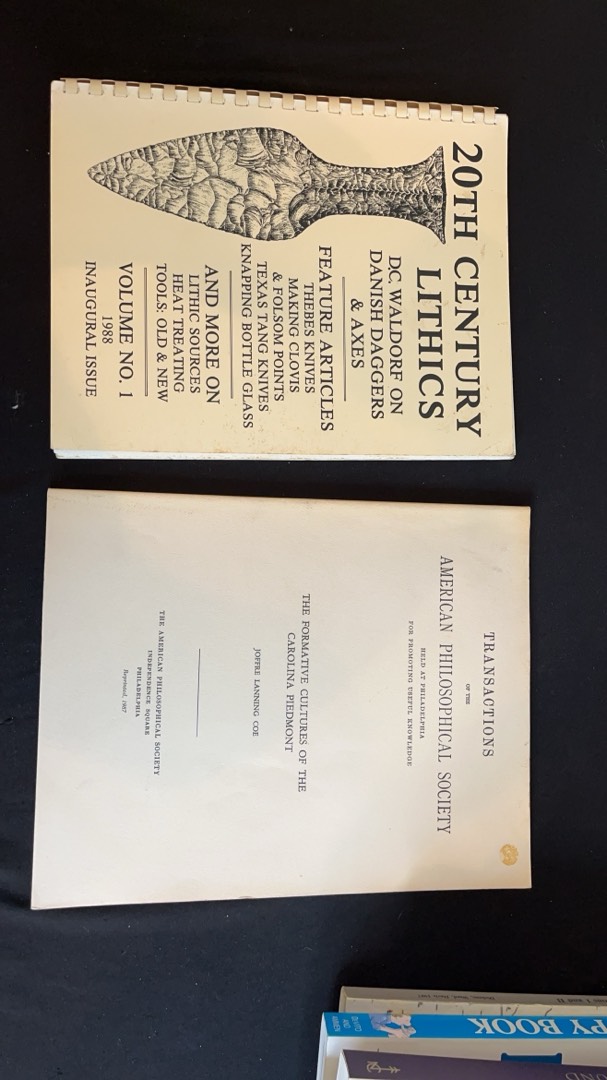 20TH CENTURY
LITHICS
D.C. WALDORF ON
DANISH DAGGERS
& AXES
FEATURE ARTICLES
THEBES KNIVES
MAKING CLOVIS
& FOLSOM POINTS
TEXAS TANG KNIVES
KNAPPING BOTTLE GLASS
AND MORE ON
LITHIC SOURCES
HEAT TREATING
TOOLS: OLD & NEW
VOLUME NO. 1
1988
INAUGURAL ISSUE
TRANSACTIONS
OF THE
AMERICAN PHILOSOPHICAL SOCIETY
HELD AT PHILADELPHIA
FOR PROMOTING USEFUL KNOWLEDGE
THE FORMATIVE CULTURES OF THE
CAROLINA PIEDMONT
JOFFRE LANNING COE
THE AMERICAN PHILOSOPHICAL SOCIETY
INDEPENDENCE SQUARE
PHILADELPHIA
PY BOOK